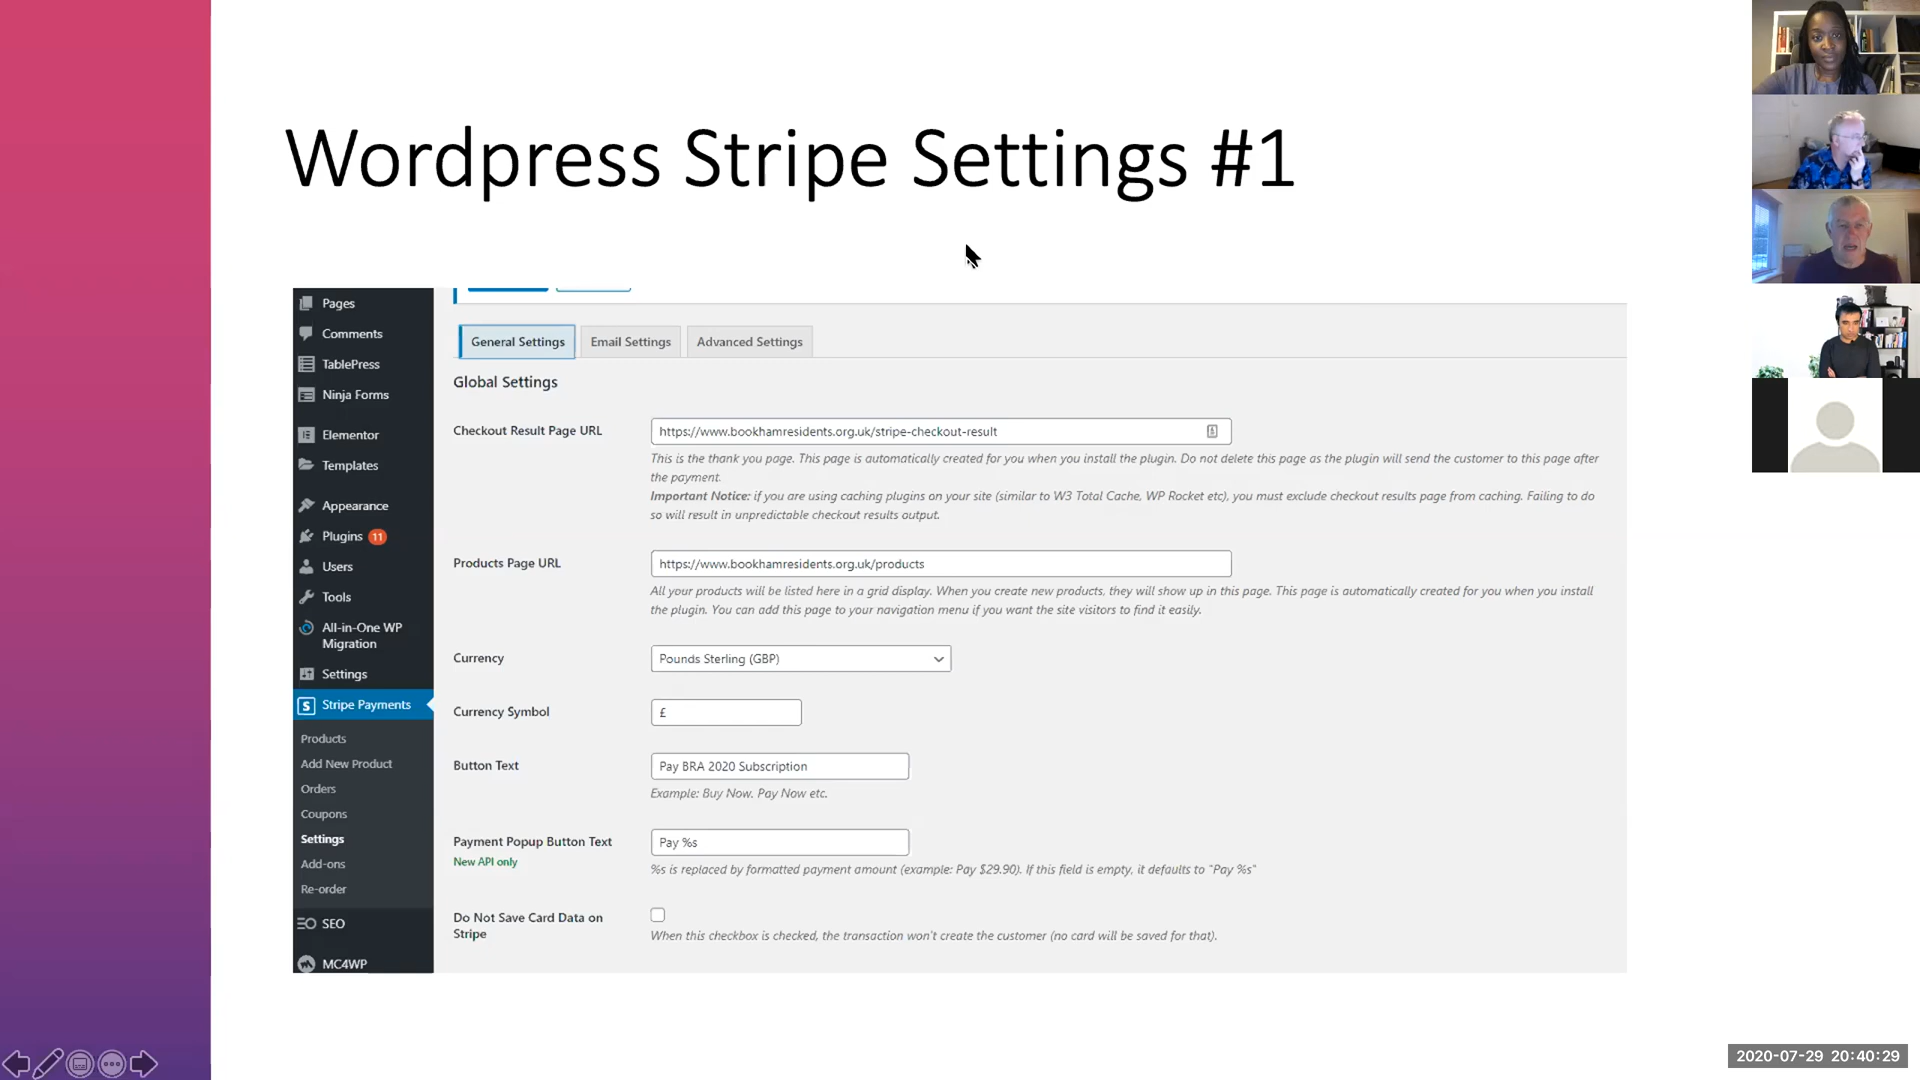 Wordpress Stripe Settings #1
Pages
Comments
TablePress
Ninja Forms
Elementor
Templates
Appearance
Plugins 11
Users
Tools
All-in-One WP
Migration
Settings
Stripe Payments
Products
Add New Product
Orders
Coupons
Settings
Add-ons
Re-order
SEO
MC4WP
General Settings
Email Settings
Advanced Settings
Global Settings
Checkout Result Page URL
https://www.bookhamresidents.org.uk/stripe-checkout-result
This is the thank you page. This page is automatically created for you when you install the plugin. Do not delete this page as the plugin will send the customer to this page after
the payment.
Important Notice: if you are using caching plugins on your site (similar to W3 Total Cache, WP Rocket etc), you must exclude checkout results page from caching. Failing to do
so will result in unpredictable checkout results output.
Products Page URL
https://www.bookhamresidents.org.uk/products
All your products will be listed here in a grid display. When you create new products, they will show up in this page. This page is automatically created for you when you install
the plugin. You can add this page to your navigation menu if you want the site visitors to find it easily.
Currency
Pounds Sterling (GBP)
Currency Symbol
£
Button Text
Pay BRA 2020 Subscription
Example: Buy Now, Pay Now etc.
Payment Popup Button Text
New API only
Pay %s
%s is replaced by formatted payment amount (example: Pay $29.90). If this field is empty, it defaults to "Pay %s"
Do Not Save Card Data on
Stripe
When this checkbox is checked, the transaction won't create the customer (no card will be saved for that).
2020-07-29 20:40:29